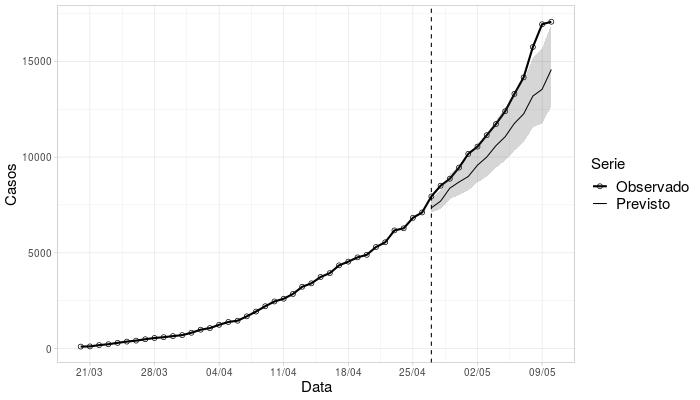 Casos
15000
10000
5000
0
21/03 28/03 04/04 11/04 18/04 25/04 02/05 09/05
Data
Serie
Observado
Previsto